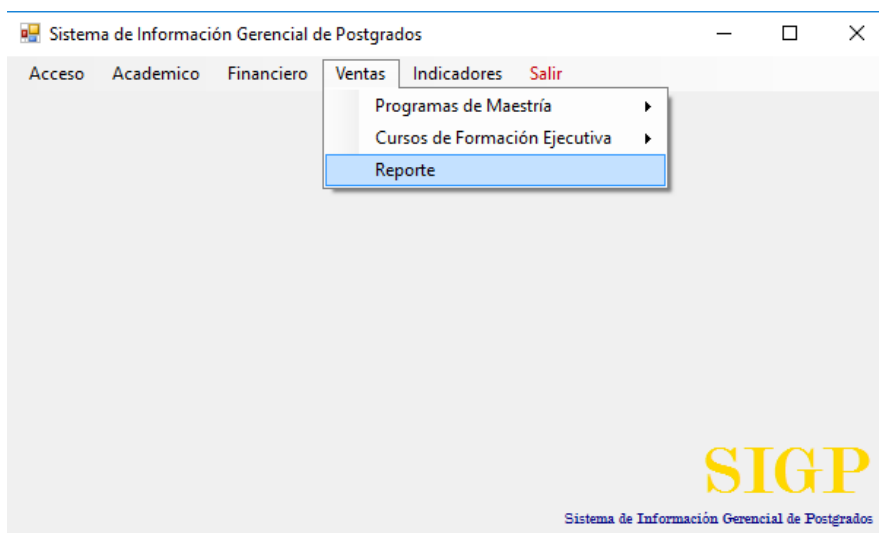 Sistema de Información Gerencial de Postgrados
Acceso Academico Financiero Ventas Indicadores Salir
Programas de Maestría
Cursos de Formación Ejecutiva
Reporte
SIGP
Sistema de Información Gerencial de Postgrados